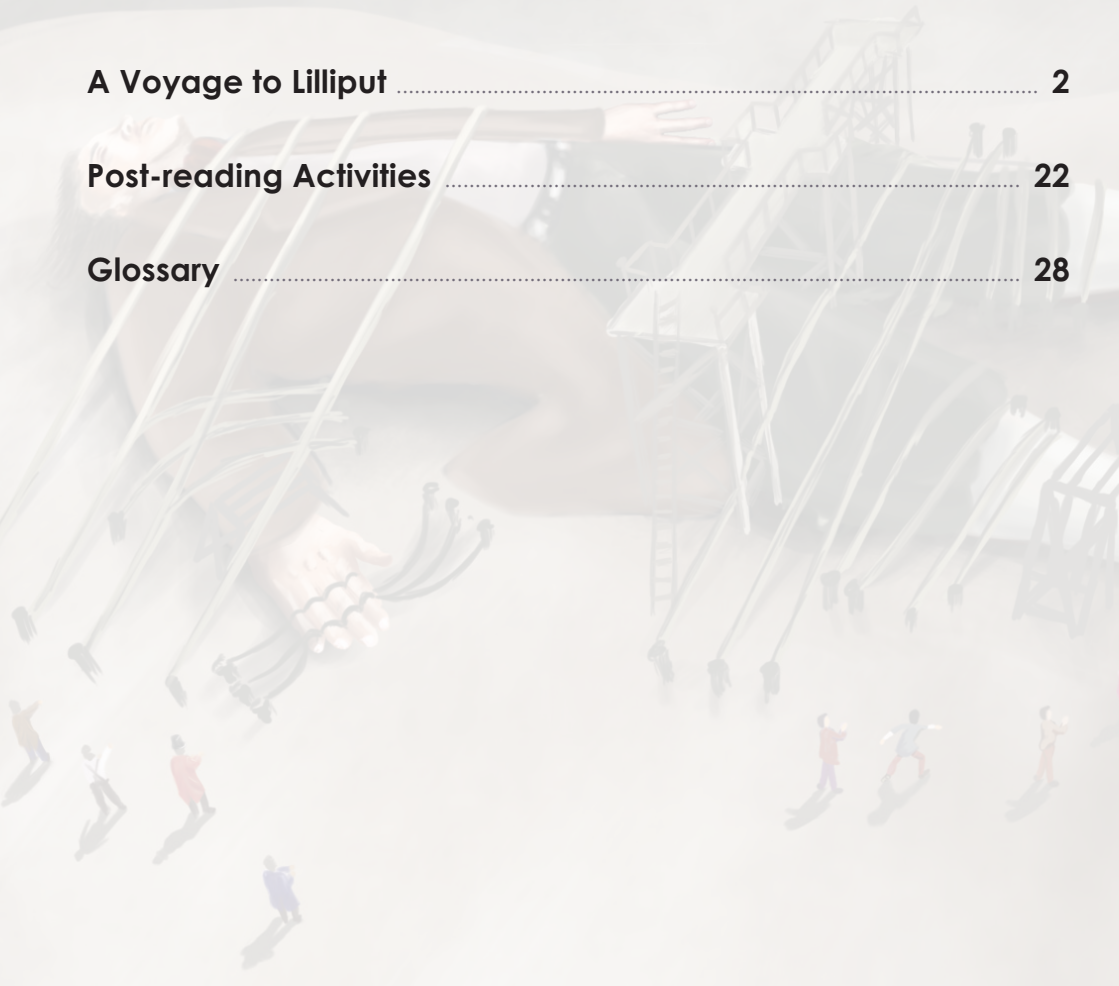 A Voyage to Lilliput ........ 2
Post-reading Activities ........ 22
Glossary ........ 28